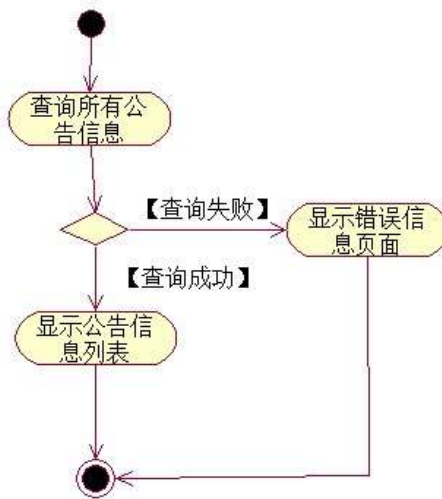 查询所有公
告信息
【查询失败】
显示错误信
息页面
【查询成功】
显示公告信
息列表